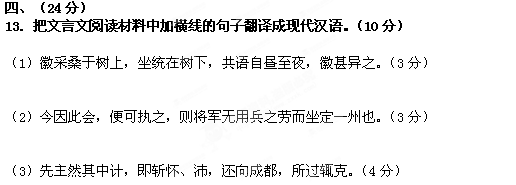 四、（24分）
13. 把文言文阅读材料中加横线的句子翻译成现代汉语。（10分）
（1）徽采桑于树上，坐统在树下，共语自昼至夜，徽甚异之。（3分）
（2）今因此会，便可执之，则将军无用兵之劳而坐定一州也。（3分）
（3）先主然其中计，即斩怀、沛，还向成都，所过辄克。（4分）